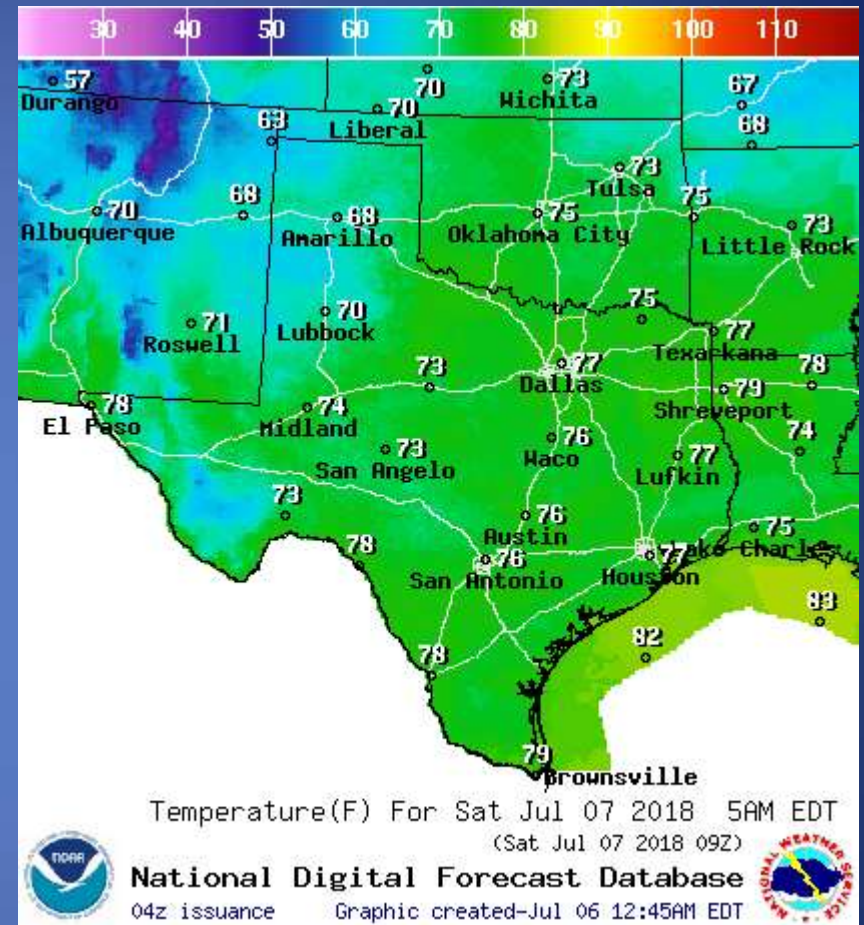 30 40 50 60 70 80 90 100 110
57
Durango
70
73
Wichita
67
70
Liberal
63
68
73
Tulsa
70
Albuquerque
68
68
Amarillo
75
Oklahoma City
75
73
Little Rock
71
Roswell
70
Lubbock
75
77
Texarkana
77
Dallas
73
78
79
Shreveport
78
El Paso
74
Midland
73
San Angelo
76
Waco
77
Lufkin
74
73
76
Austin
75
78
76
San Antonio
77
Houston
83
82
78
79
Brownsville
Temperature(F) For Sat Jul 07 2018 5AM EDT
(Sat Jul 07 2018 09Z)
NOAA
National Digital Forecast Database
04z issuance Graphic created-Jul 06 12:45AM EDT
NATIONAL WEATHER SERVICE